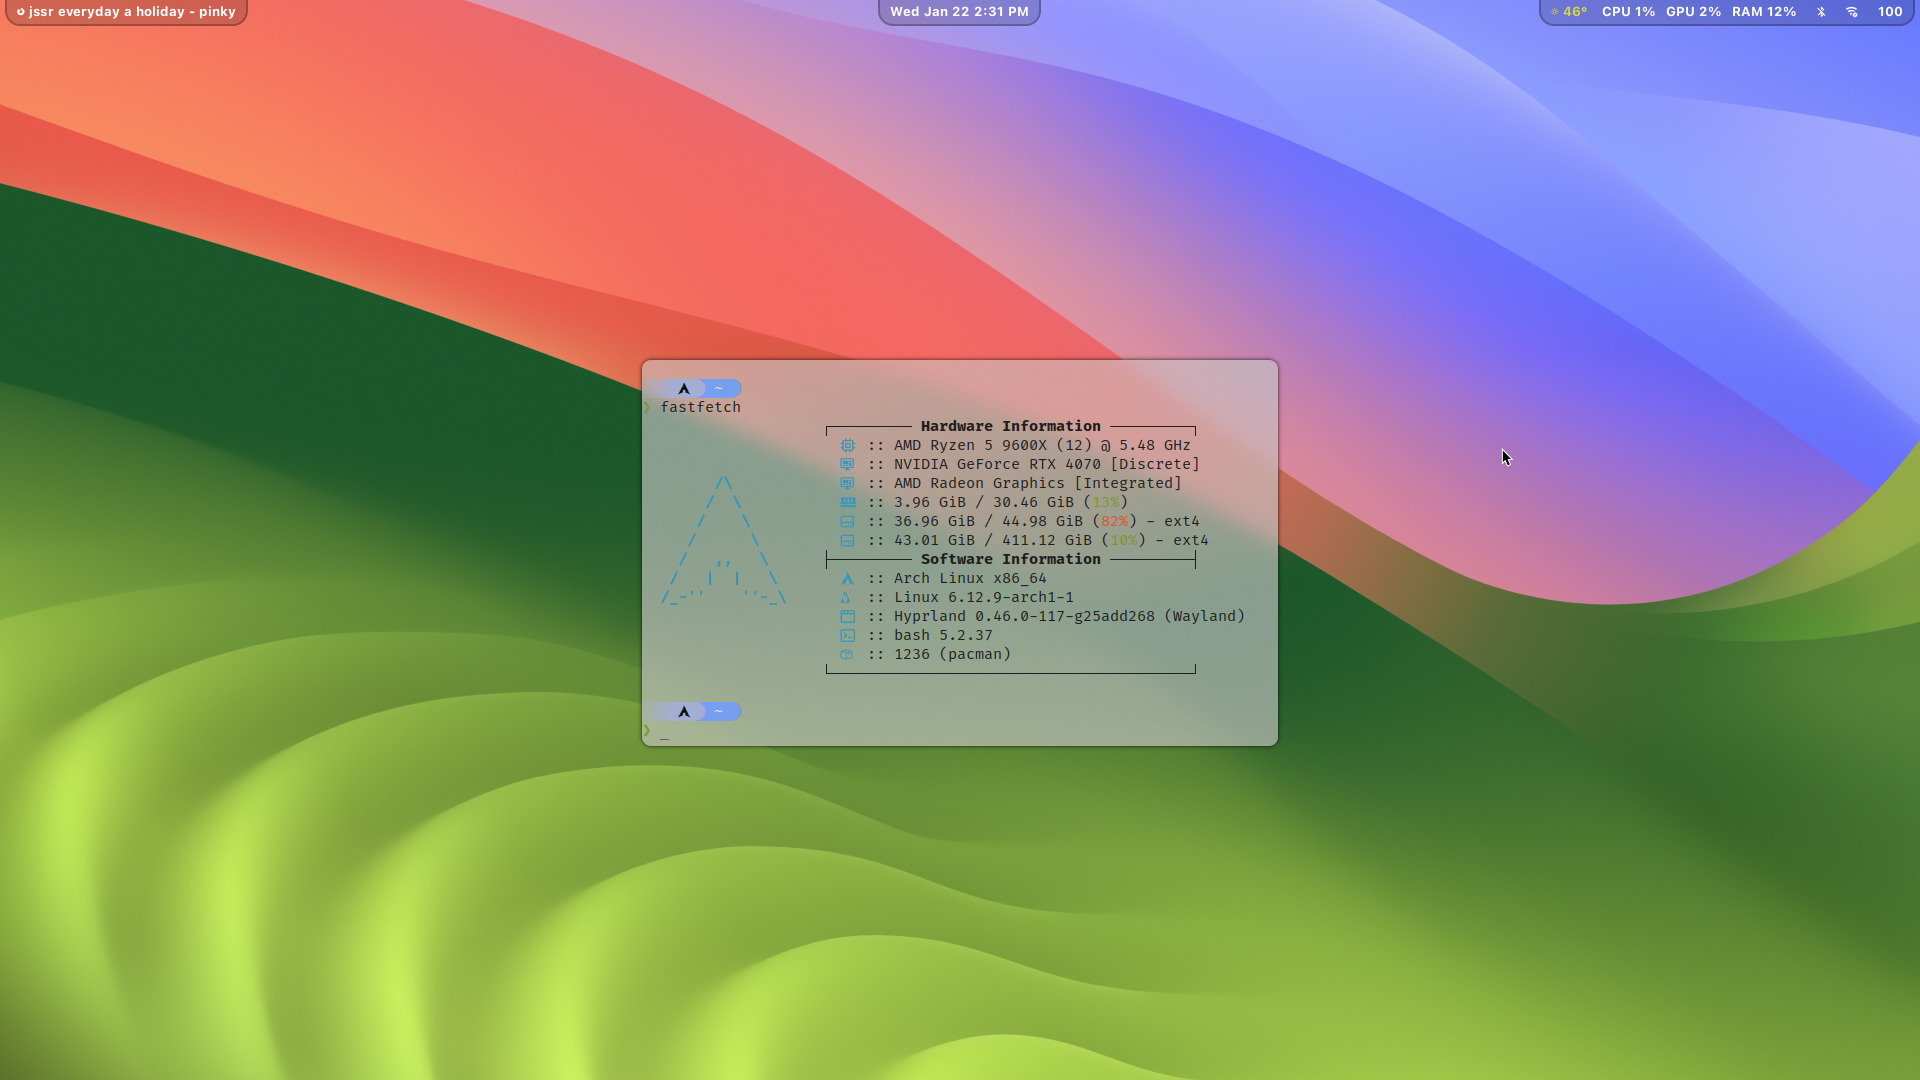 jssr everyday a holiday - pinky
Wed Jan 22 2:31 PM
46° CPU 1% GPU 2% RAM 12% 100
~
❯ fastfetch
Hardware Information
:: AMD Ryzen 5 9600X (12) @ 5.48 GHz
:: NVIDIA GeForce RTX 4070 [Discrete]
:: AMD Radeon Graphics [Integrated]
:: 3.96 GiB / 30.46 GiB (13%)
:: 36.96 GiB / 44.98 GiB (82%) - ext4
:: 43.01 GiB / 411.12 GiB (10%) - ext4
Software Information
:: Arch Linux x86_64
:: Linux 6.12.9-arch1-1
:: Hyprland 0.46.0-117-g25add268 (Wayland)
:: bash 5.2.37
:: 1236 (pacman)
~
❯ _